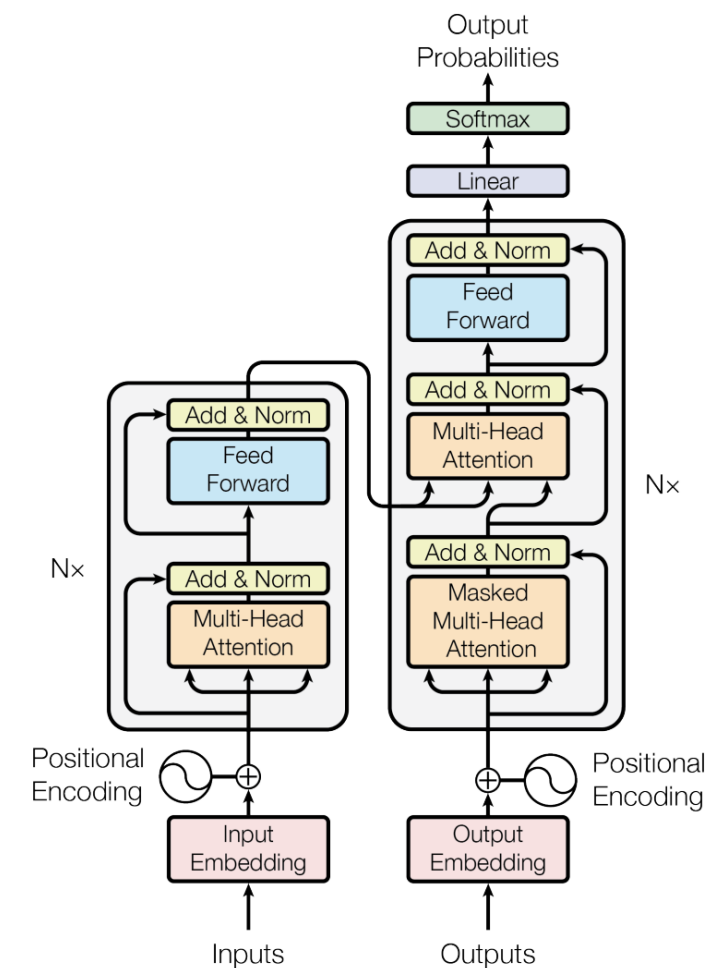 Output
Probabilities
Softmax
Linear
Add & Norm
Feed
Forward
Add & Norm
Multi-Head
Attention
Nx
Add & Norm
Masked
Multi-Head
Attention
Add & Norm
Feed
Forward
Nx
Add & Norm
Multi-Head
Attention
Positional
Encoding
Positional
Encoding
Input
Embedding
Output
Embedding
Inputs
Outputs